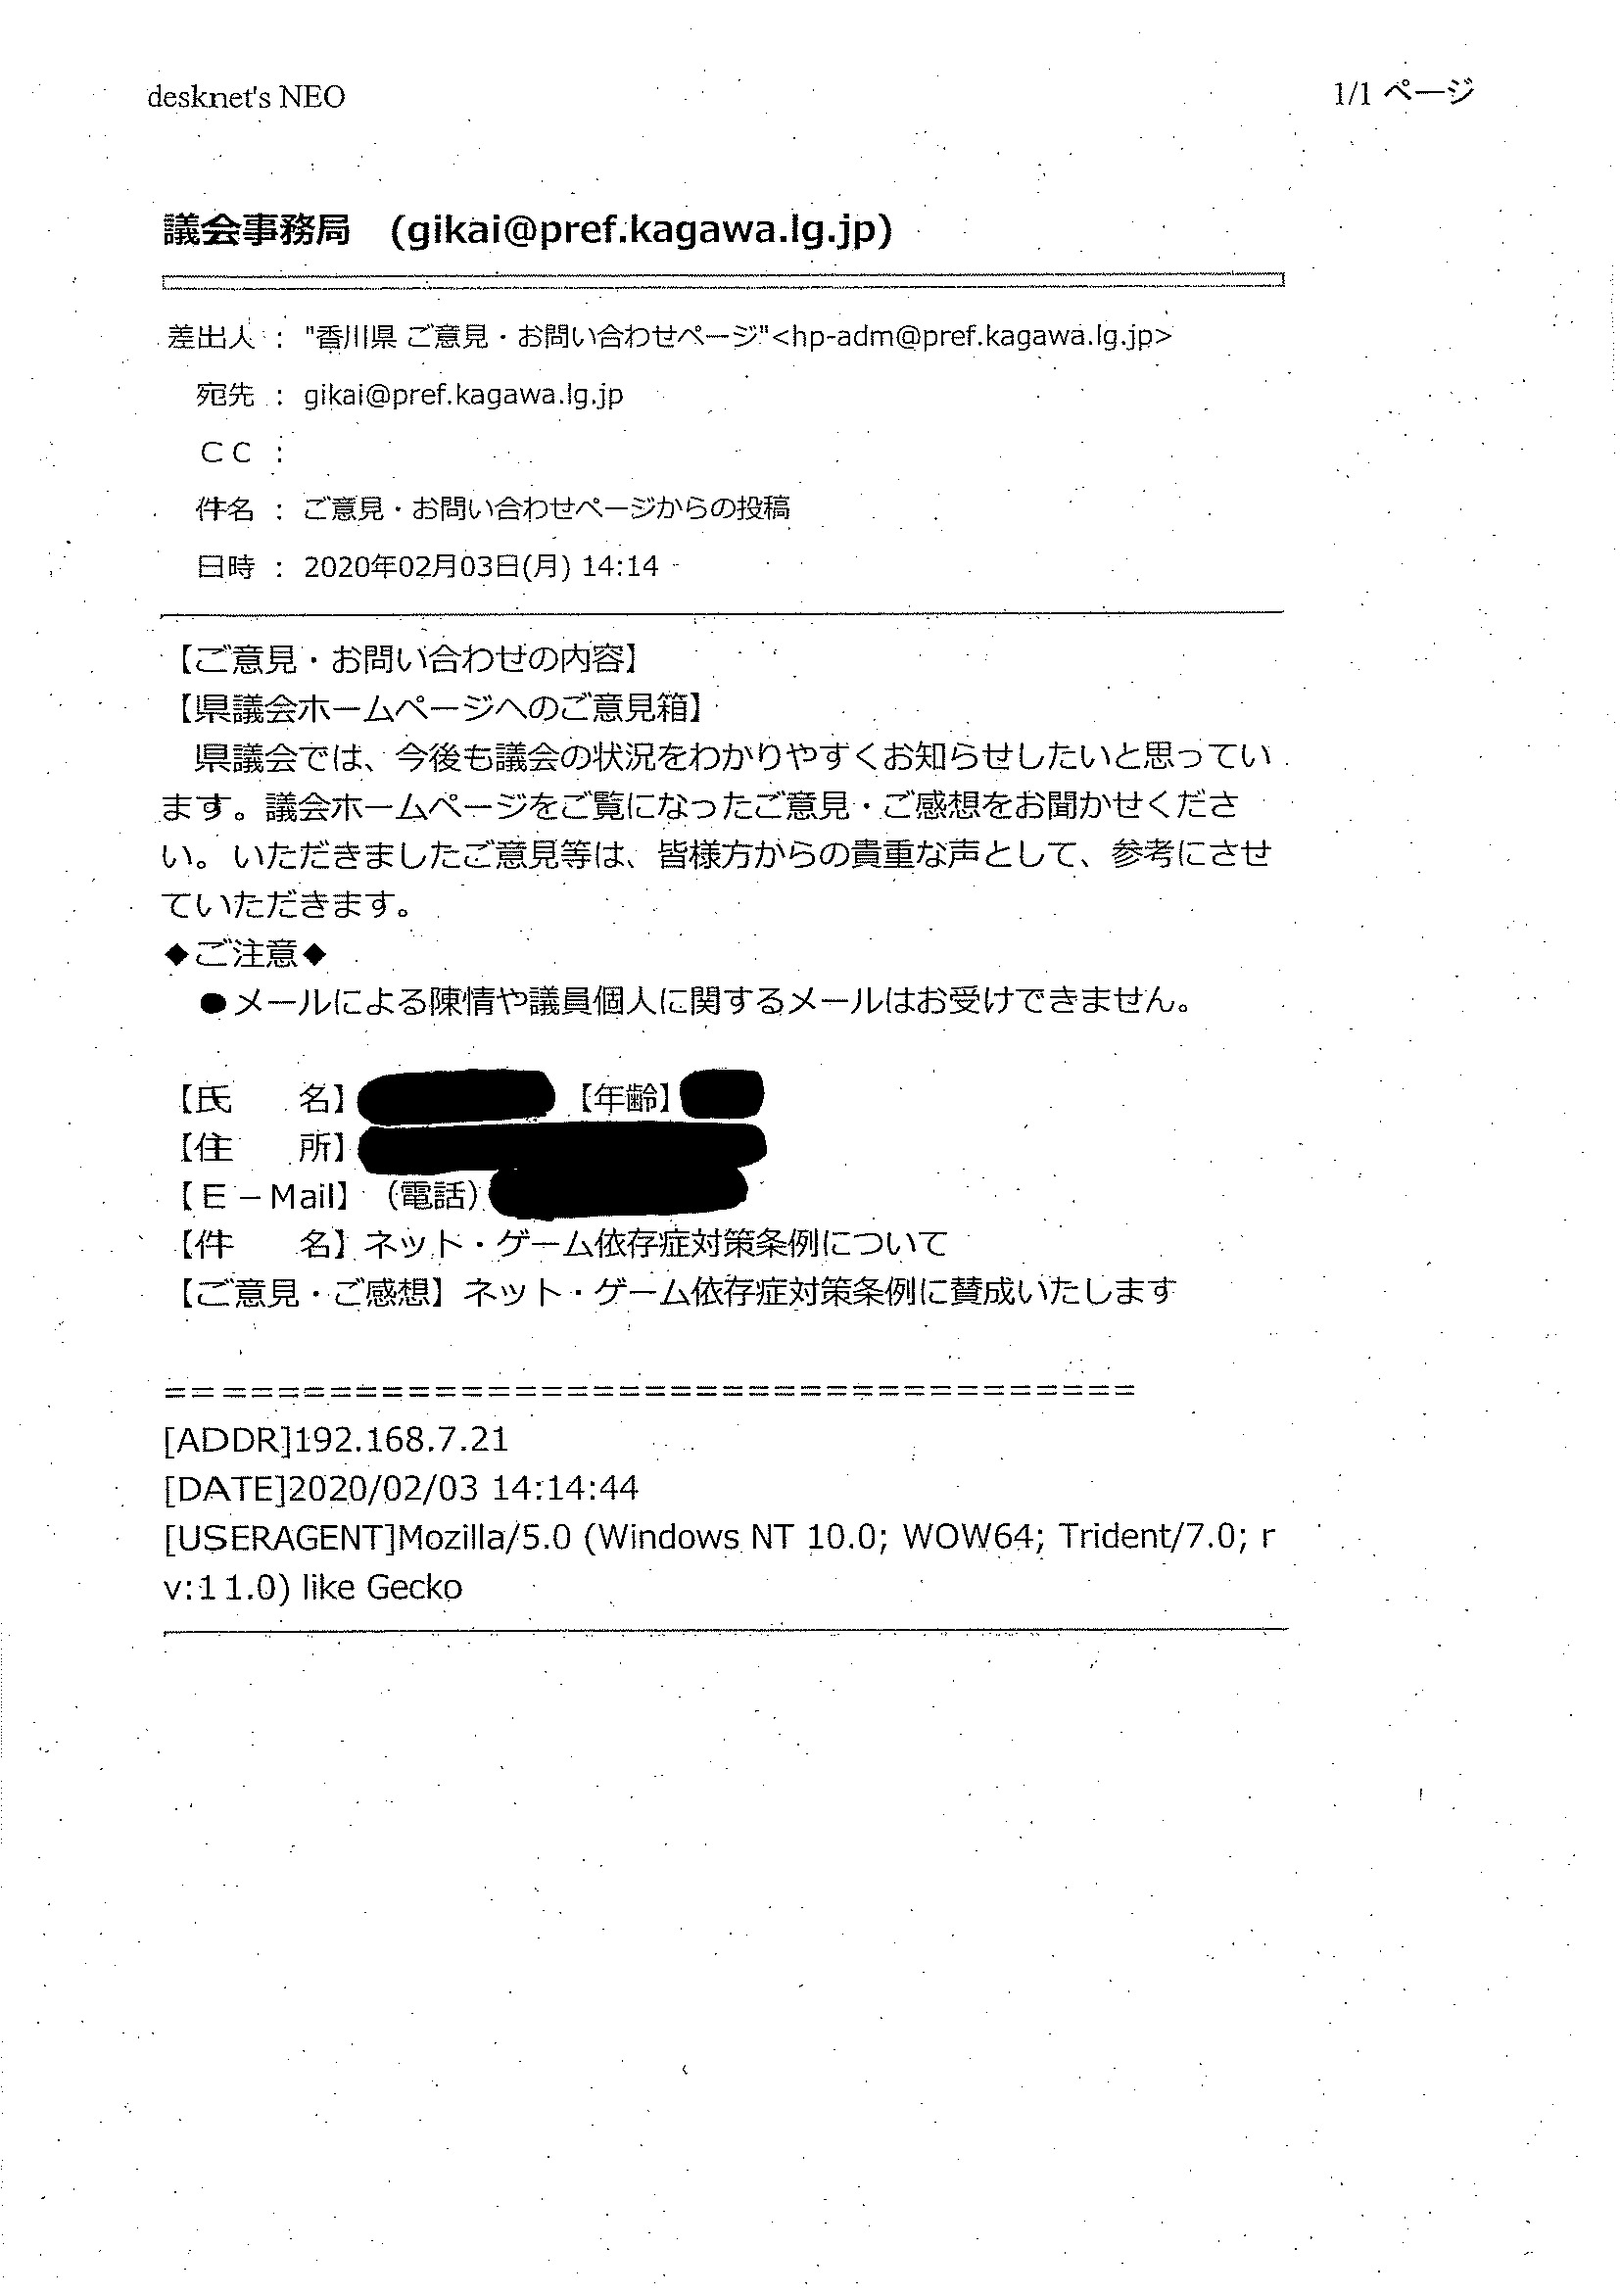 desknet's NEO
1/1 ページ
議会事務局 (gikai@pref.kagawa.lg.jp)
差出人 : "香川県 ご意見・お問い合わせページ"<hp-adm@pref.kagawa.lg.jp>
宛先 : gikai@pref.kagawa.lg.jp
ＣＣ :
件名 : ご意見・お問い合わせページからの投稿
日時 : 2020年02月03日(月) 14:14
【ご意見・お問い合わせの内容】
【県議会ホームページへのご意見箱】
　県議会では、今後も議会の状況をわかりやすくお知らせしたいと思ってい
ます。議会ホームページをご覧になったご意見・ご感想をお聞かせくださ
い。いただきましたご意見等は、皆様方からの貴重な声として、参考にさせ
ていただきます。
◆ご注意◆
　●メールによる陳情や議員個人に関するメールはお受けできません。
【氏　　名】【年齢】
【住　　所】
【Ｅ－Mail】（電話）
【件　　名】ネット・ゲーム依存症対策条例について
【ご意見・ご感想】ネット・ゲーム依存症対策条例に賛成いたします
=====================================
[ADDR]192.168.7.21
[DATE]2020/02/03 14:14:44
[USERAGENT]Mozilla/5.0 (Windows NT 10.0; WOW64; Trident/7.0; r
v:11.0) like Gecko